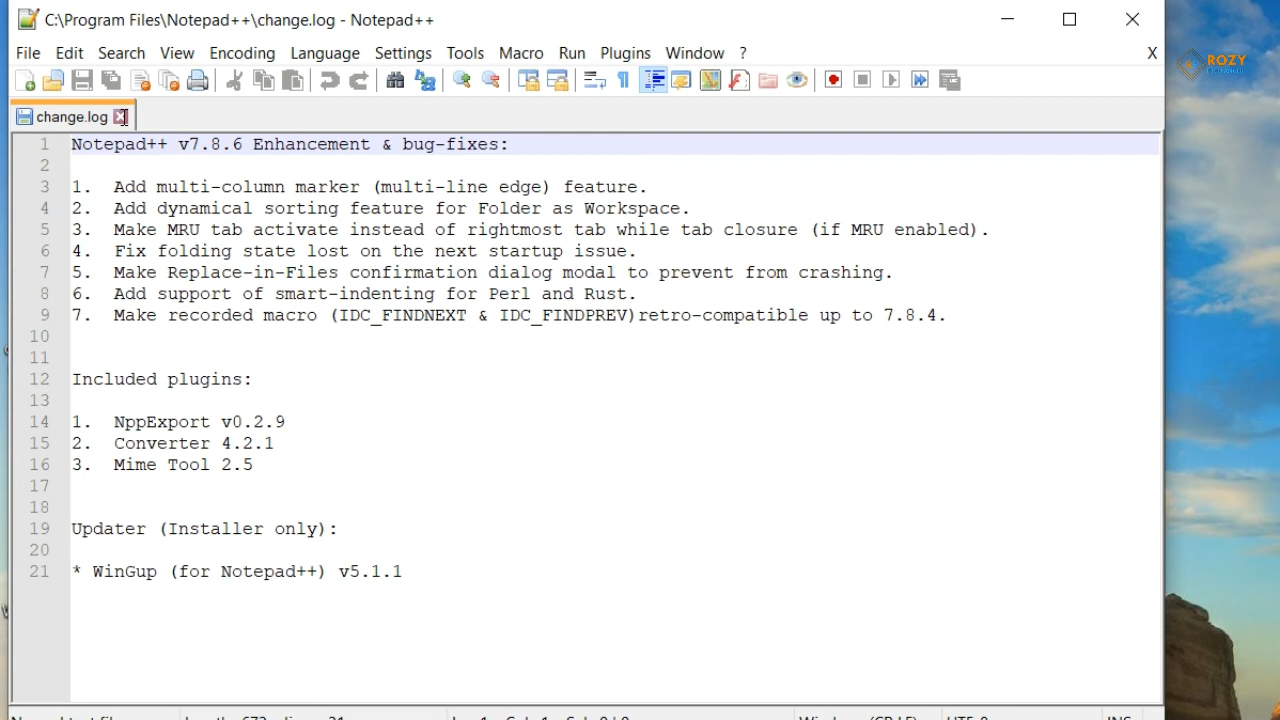 C:\Program Files\Notepad++\change.log - Notepad++
File Edit Search View Encoding Language Settings Tools Macro Run Plugins Window ? X
ROZY
change.log
1 Notepad++ v7.8.6 Enhancement & bug-fixes:
2
3 1. Add multi-column marker (multi-line edge) feature.
4 2. Add dynamical sorting feature for Folder as Workspace.
5 3. Make MRU tab activate instead of rightmost tab while tab closure (if MRU enabled).
6 4. Fix folding state lost on the next startup issue.
7 5. Make Replace-in-Files confirmation dialog modal to prevent from crashing.
8 6. Add support of smart-indenting for Perl and Rust.
9 7. Make recorded macro (IDC_FINDNEXT & IDC_FINDPREV)retro-compatible up to 7.8.4.
10
11
12 Included plugins:
13
14 1. NppExport v0.2.9
15 2. Converter 4.2.1
16 3. Mime Tool 2.5
17
18
19 Updater (Installer only):
20
21 * WinGup (for Notepad++) v5.1.1